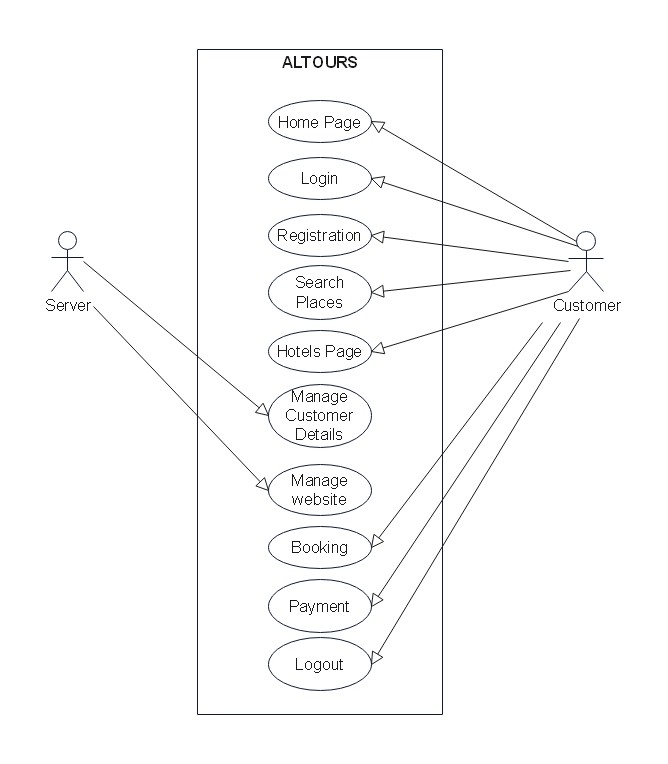 ALTOURS
Home Page
Login
Registration
Search
Places
Server
Customer
Hotels Page
Manage
Customer
Details
Manage
website
Booking
Payment
Logout